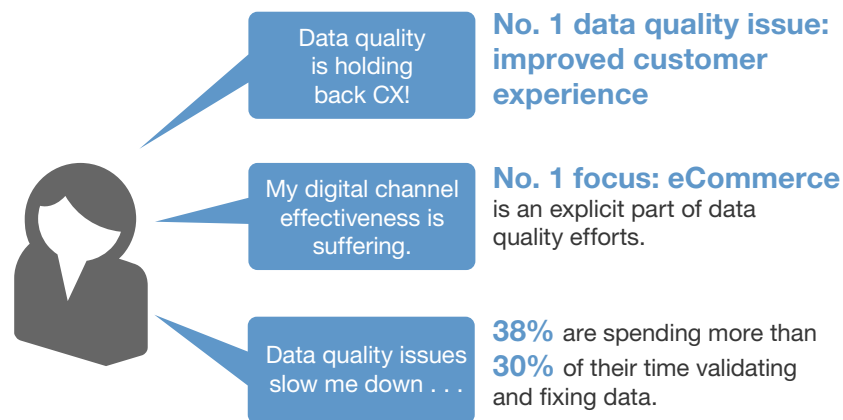 Data quality
is holding
back CX!
No. 1 data quality issue:
improved customer
experience
My digital channel
effectiveness is
suffering.
No. 1 focus: eCommerce
is an explicit part of data
quality efforts.
Data quality issues
slow me down . . .
38% are spending more than
30% of their time validating
and fixing data.